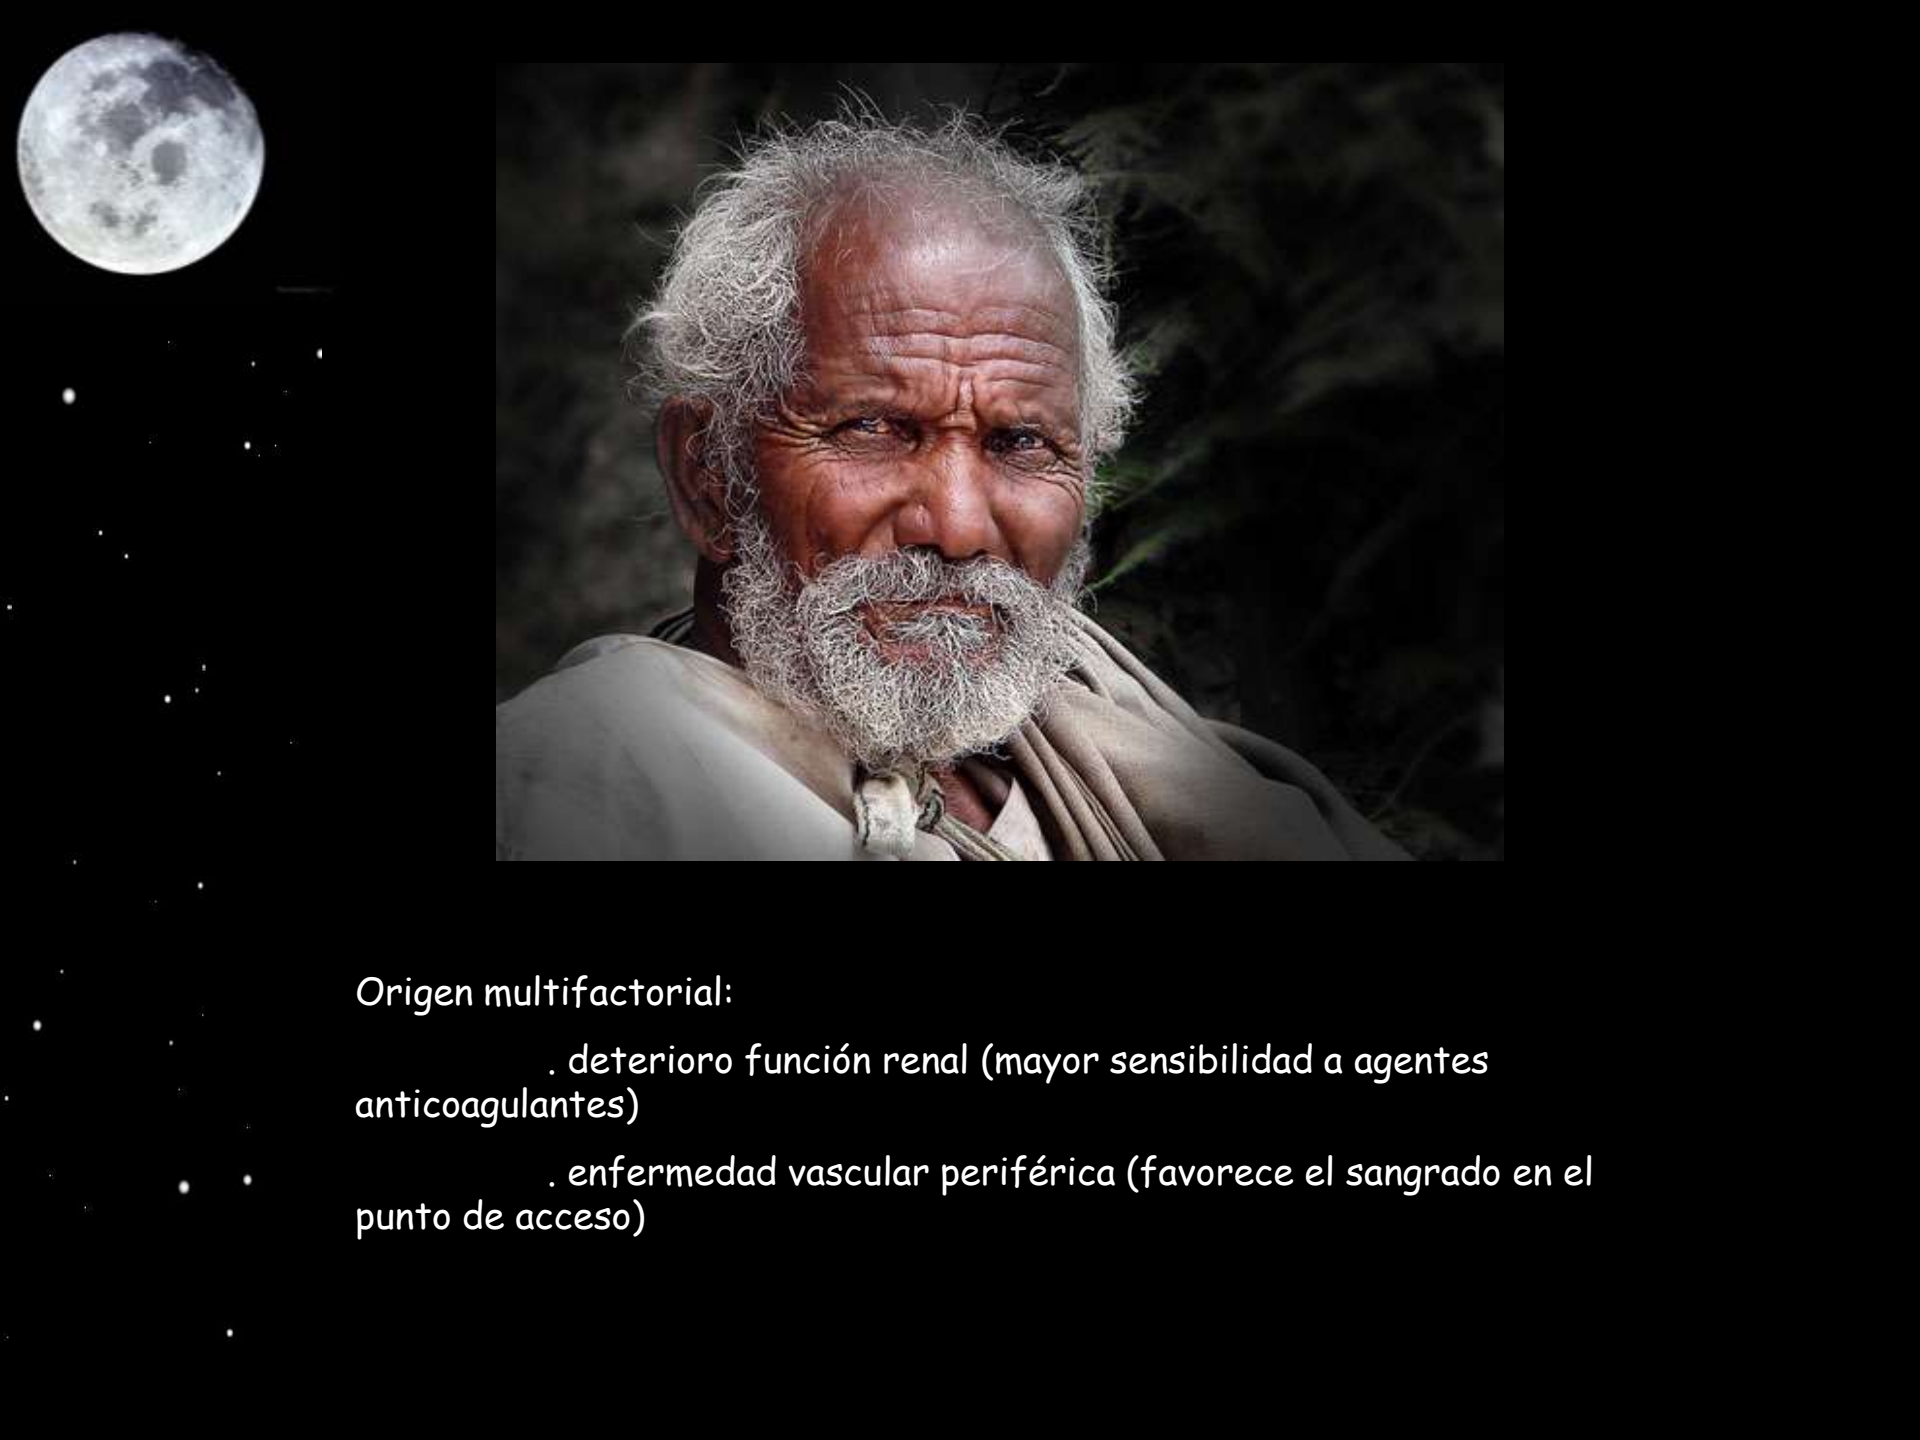 Origen multifactorial:
. deterioro función renal (mayor sensibilidad a agentes
anticoagulantes)
. enfermedad vascular periférica (favorece el sangrado en el
punto de acceso)